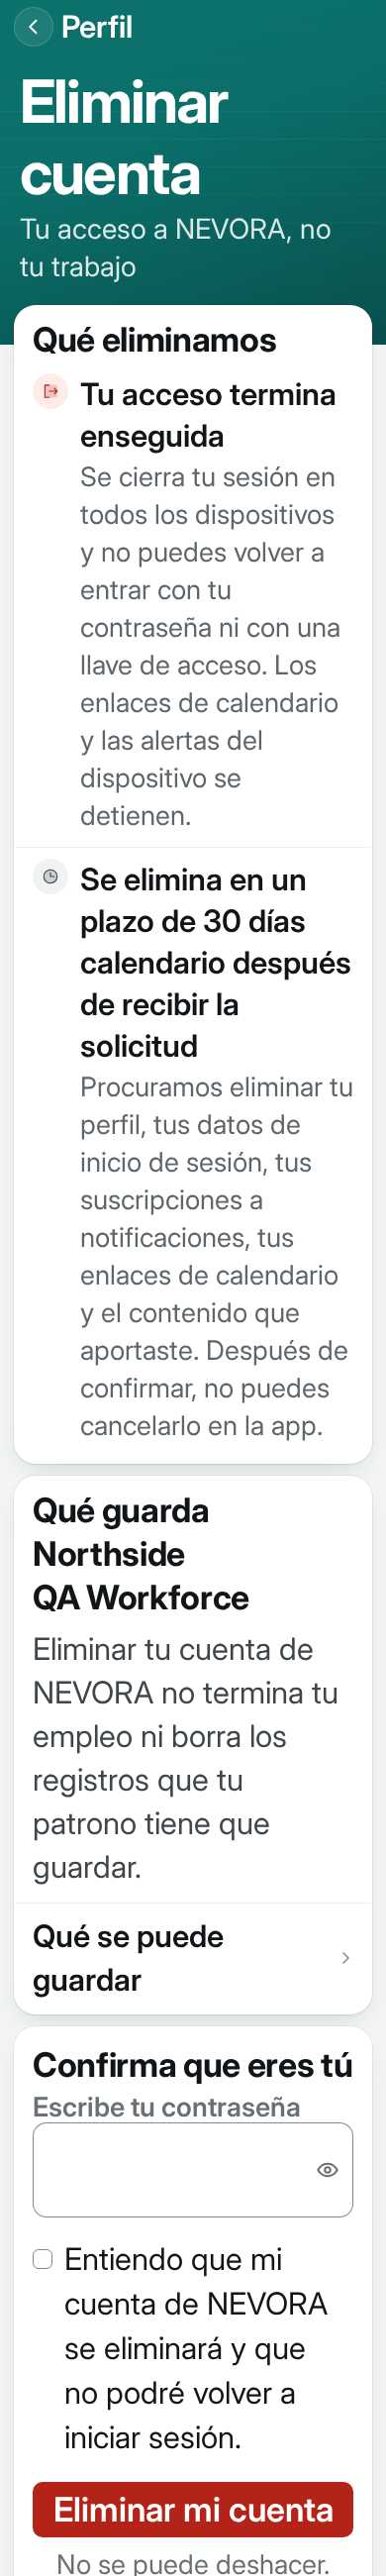 Perfil
Eliminar
cuenta
Tu acceso a NEVORA, no
tu trabajo
Qué eliminamos
Tu acceso termina
enseguida
Se cierra tu sesión en
todos los dispositivos
y no puedes volver a
entrar con tu
contraseña ni con una
llave de acceso. Los
enlaces de calendario
y las alertas del
dispositivo se
detienen.
Se elimina en un
plazo de 30 días
calendario después
de recibir la
solicitud
Procuramos eliminar tu
perfil, tus datos de
inicio de sesión, tus
suscripciones a
notificaciones, tus
enlaces de calendario
y el contenido que
aportaste. Después de
confirmar, no puedes
cancelarlo en la app.
Qué guarda
Northside
QA Workforce
Eliminar tu cuenta de
NEVORA no termina tu
empleo ni borra los
registros que tu
patrono tiene que
guardar.
Qué se puede
guardar
Confirma que eres tú
Escribe tu contraseña
Entiendo que mi
cuenta de NEVORA
se eliminará y que
no podré volver a
iniciar sesión.
Eliminar mi cuenta
No se puede deshacer.